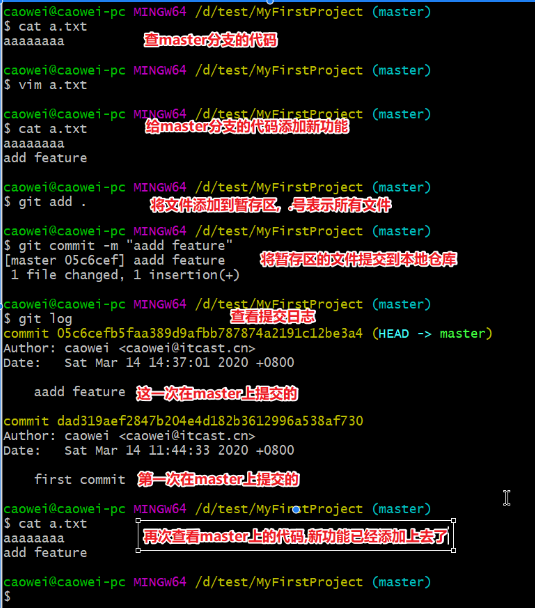 caowei@caowei-pc MINGW64 /d/test/MyFirstProject (master)
$ cat a.txt
aaaaaaaa
查master分支的代码
caowei@caowei-pc MINGW64 /d/test/MyFirstProject (master)
$ vim a.txt
caowei@caowei-pc MINGW64 /d/test/MyFirstProject (master)
$ cat a.txt
给master分支的代码添加新功能
aaaaaaaa
add feature
caowei@caowei-pc MINGW64 /d/test/MyFirstProject (master)
$ git add .
将文件添加到暂存区，.号表示所有文件
caowei@caowei-pc MINGW64 /d/test/MyFirstProject (master)
$ git commit -m "aadd feature"
[master 05c6cef] aadd feature
将暂存区的文件提交到本地仓库
1 file changed, 1 insertion(+)
caowei@caowei-pc MINGW64 /d/test/MyFirstProject (master)
$ git log
查看提交日志
commit 05c6cefb5faa389d9afbb787874a2191c12be3a4 (HEAD -> master)
Author: caowei <caowei@itcast.cn>
Date:   Sat Mar 14 14:37:01 2020 +0800
aadd feature 这一次在master上提交的
commit dad319aef2847b204e4d182b3612996a538af730
Author: caowei <caowei@itcast.cn>
Date:   Sat Mar 14 11:44:33 2020 +0800
first commit 第一次在master上提交的
caowei@caowei-pc MINGW64 /d/test/MyFirstProject (master)
$ cat a.txt
aaaaaaaa
再次查看master上的代码,新功能已经添加上去了
add feature
caowei@caowei-pc MINGW64 /d/test/MyFirstProject (master)
$